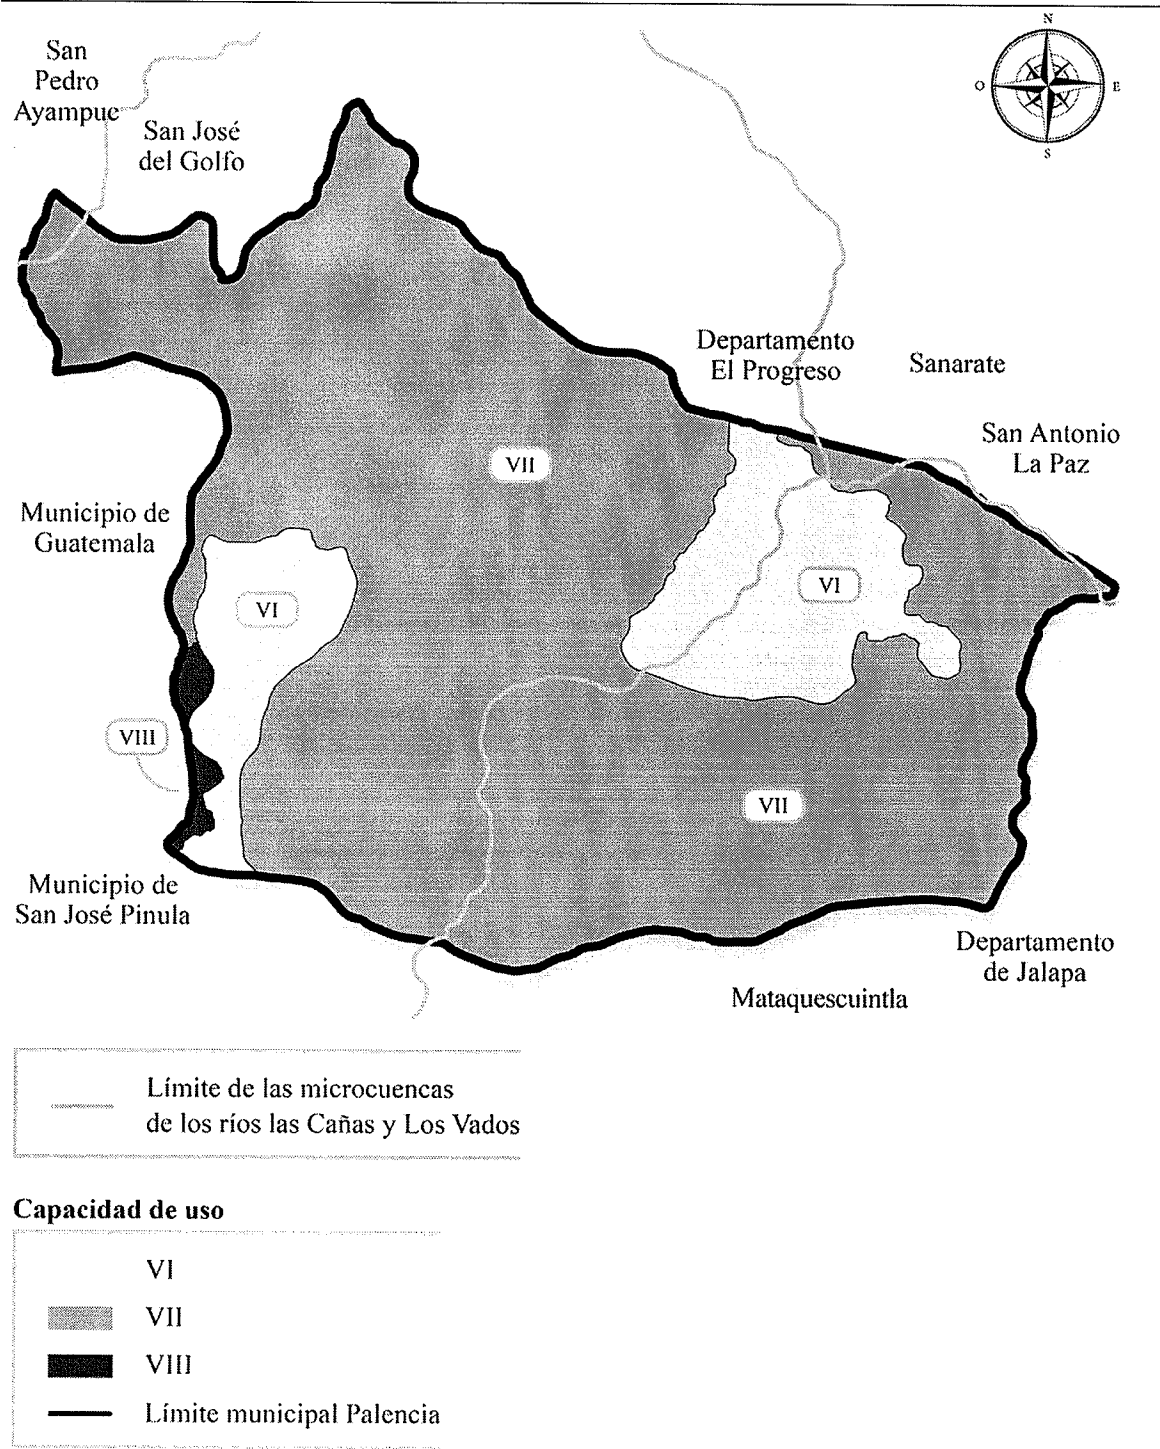 N
O
E
S
San
Pedro
Ayampue
San José
del Golfo
Departamento
El Progreso
Sanarate
San Antonio
La Paz
VII
Municipio de
Guatemala
VI
VI
VIII
VII
Municipio de
San José Pinula
Departamento
de Jalapa
Mataquescuintla
Límite de las microcuencas
de los ríos las Cañas y Los Vados
Capacidad de uso
VI
VII
VIII
Límite municipal Palencia